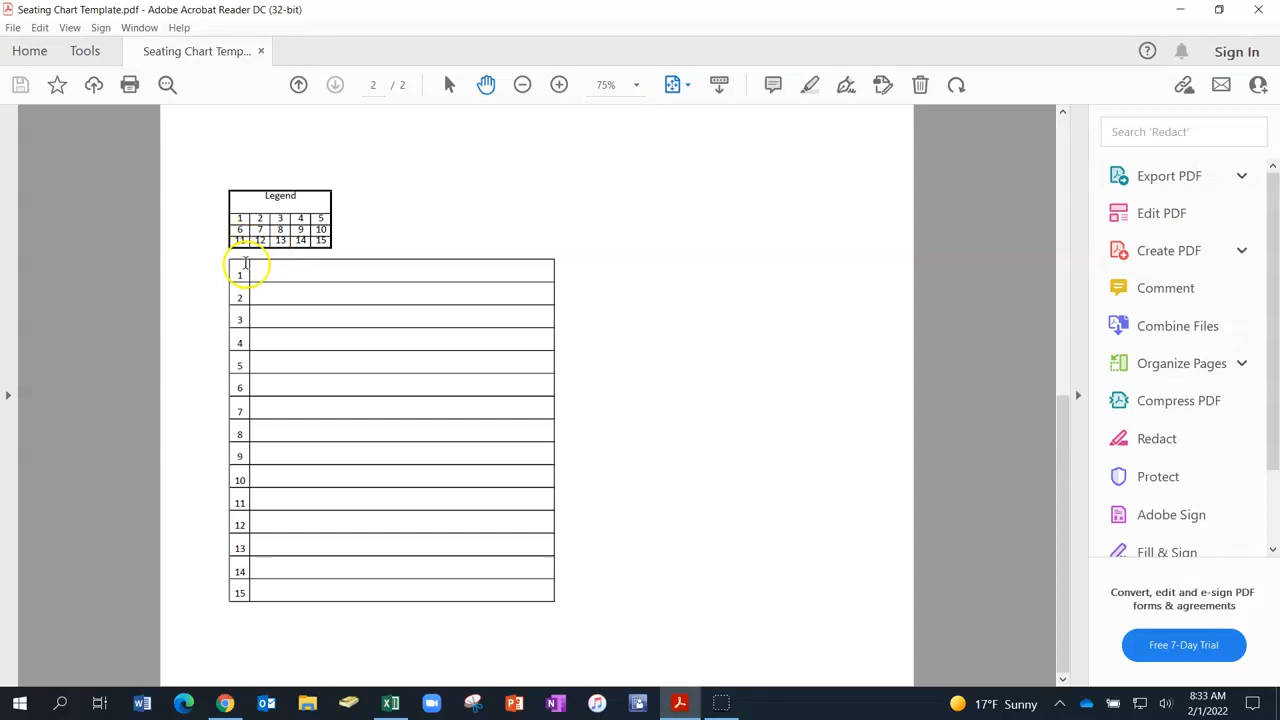 Seating Chart Template.pdf - Adobe Acrobat Reader DC (32-bit)
File Edit View Sign Window Help
Home Tools Seating Chart Temp... × Sign In
2 / 2 75%
Search 'Redact'
Export PDF
Edit PDF
Create PDF
Comment
Combine Files
Organize Pages
Compress PDF
Redact
Protect
Adobe Sign
Fill & Sign
Convert, edit and e-sign PDF
forms & agreements
Free 7-Day Trial
Legend
1 2 3 4 5
6 7 8 9 10
11 12 13 14 15
1
2
3
4
5
6
7
8
9
10
11
12
13
14
15
17°F Sunny
8:33 AM
2/1/2022